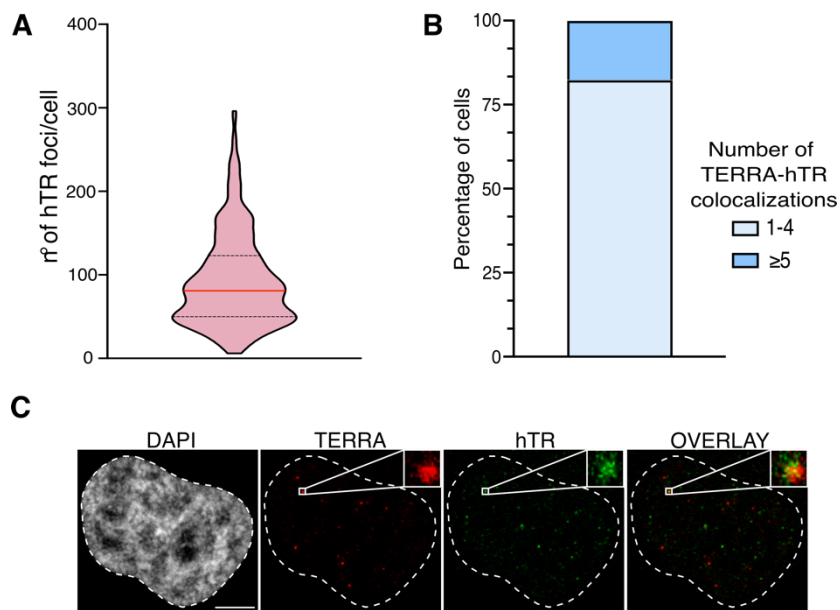 A
nº of hTR foci/cell
400
300
200
100
0
B
Percentage of cells
100
75
50
25
0
Number of
TERRA-hTR
colocalizations
1-4
≥5
C
DAPI
TERRA
hTR
OVERLAY